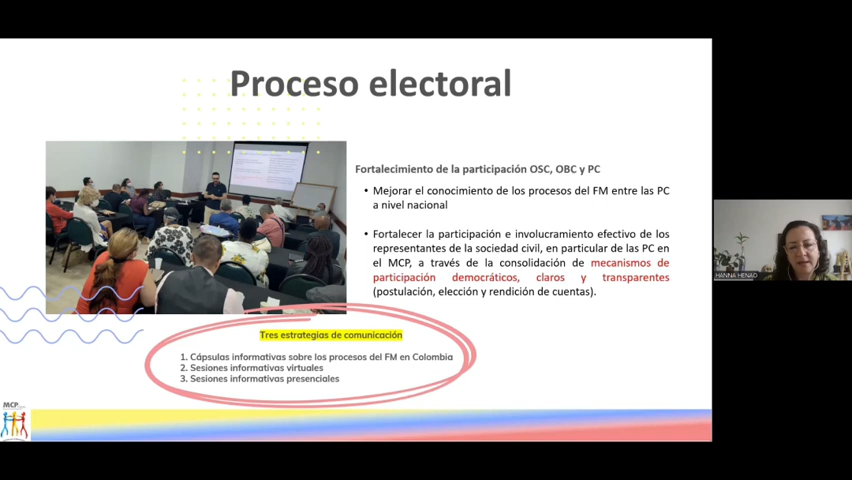 Proceso electoral
Fortalecimiento de la participación OSC, OBC y PC
• Mejorar el conocimiento de los procesos del FM entre las PC
a nivel nacional
• Fortalecer la participación e involucramiento efectivo de los
representantes de la sociedad civil, en particular de las PC en
el MCP, a través de la consolidación de mecanismos de
participación democráticos, claros y transparentes
(postulación, elección y rendición de cuentas).
Tres estrategias de comunicación
1. Cápsulas informativas sobre los procesos del FM en Colombia
2. Sesiones informativas virtuales
3. Sesiones informativas presenciales
MCP
HANNA HENAO